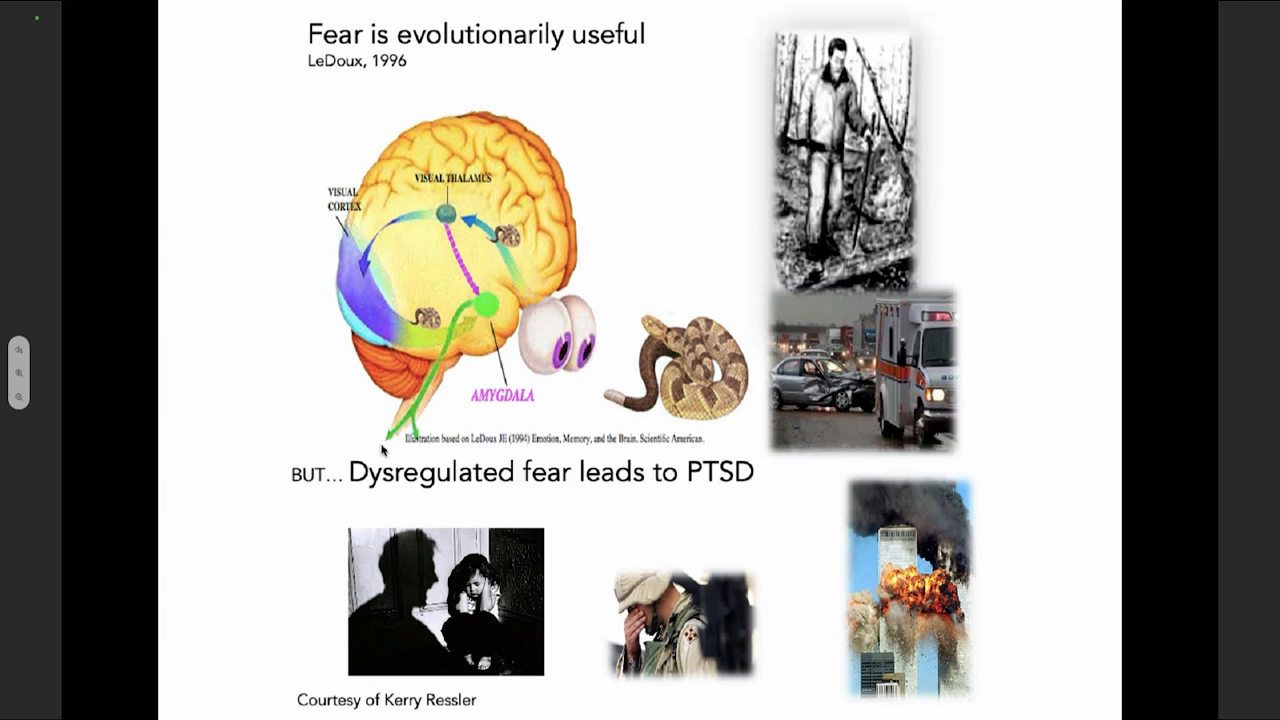 Fear is evolutionarily useful
LeDoux, 1996
VISUAL THALAMUS
VISUAL
CORTEX
AMYGDALA
Illustration based on LeDoux JE (1994) Emotion, Memory, and the Brain. Scientific American.
BUT... Dysregulated fear leads to PTSD
Courtesy of Kerry Ressler